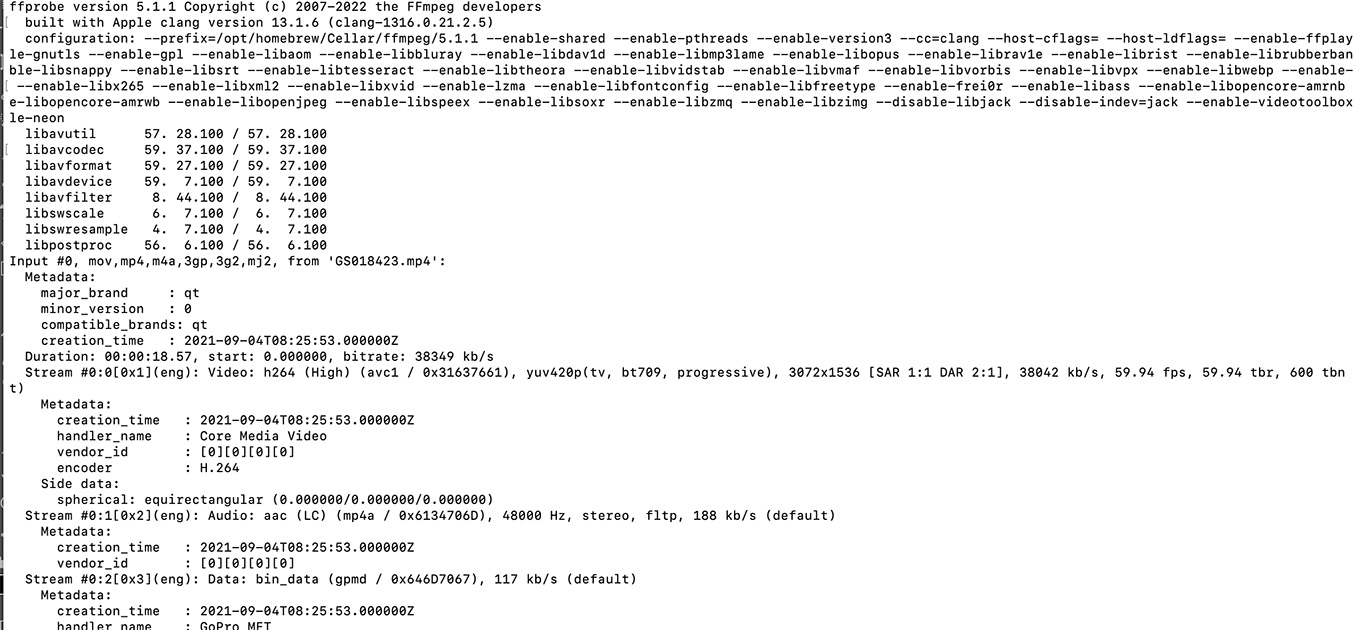 ffprobe version 5.1.1 Copyright (c) 2007-2022 the FFmpeg developers
built with Apple clang version 13.1.6 (clang-1316.0.21.2.5)
configuration: --prefix=/opt/homebrew/Cellar/ffmpeg/5.1.1 --enable-shared --enable-pthreads --enable-version3 --cc=clang --host-cflags= --host-ldflags= --enable-ffplay
le-gnutls --enable-gpl --enable-libaom --enable-libbluray --enable-libdav1d --enable-libmp3lame --enable-libopus --enable-librav1e --enable-librist --enable-librubberban
ble-libsnappy --enable-libsrt --enable-libtesseract --enable-libtheora --enable-libvidstab --enable-libvmaf --enable-libvorbis --enable-libvpx --enable-libwebp --enable-
--enable-libx265 --enable-libxml2 --enable-libxvid --enable-lzma --enable-libfontconfig --enable-libfreetype --enable-frei0r --enable-libass --enable-libopencore-amrnb
e-libopencore-amrwb --enable-libopenjpeg --enable-libspeex --enable-libsoxr --enable-libzmq --enable-libzimg --disable-libjack --disable-indev=jack --enable-videotoolbox
le-neon
libavutil 57. 28.100 / 57. 28.100
libavcodec 59. 37.100 / 59. 37.100
libavformat 59. 27.100 / 59. 27.100
libavdevice 59. 7.100 / 59. 7.100
libavfilter 8. 44.100 / 8. 44.100
libswscale 6. 7.100 / 6. 7.100
libswresample 4. 7.100 / 4. 7.100
libpostproc 56. 6.100 / 56. 6.100
Input #0, mov,mp4,m4a,3gp,3g2,mj2, from 'GS018423.mp4':
Metadata:
major_brand : qt
minor_version : 0
compatible_brands: qt
creation_time : 2021-09-04T08:25:53.000000Z
Duration: 00:00:18.57, start: 0.000000, bitrate: 38349 kb/s
Stream #0:0[0x1](eng): Video: h264 (High) (avc1 / 0x31637661), yuv420p(tv, bt709, progressive), 3072x1536 [SAR 1:1 DAR 2:1], 38042 kb/s, 59.94 fps, 59.94 tbr, 600 tbn
t)
Metadata:
creation_time : 2021-09-04T08:25:53.000000Z
handler_name : Core Media Video
vendor_id : [0][0][0][0]
encoder : H.264
Side data:
spherical: equirectangular (0.000000/0.000000/0.000000)
Stream #0:1[0x2](eng): Audio: aac (LC) (mp4a / 0x6134706D), 48000 Hz, stereo, fltp, 188 kb/s (default)
Metadata:
creation_time : 2021-09-04T08:25:53.000000Z
vendor_id : [0][0][0][0]
Stream #0:2[0x3](eng): Data: bin_data (gpmd / 0x646D7067), 117 kb/s (default)
Metadata:
creation_time : 2021-09-04T08:25:53.000000Z
handler_name : GoPro MET